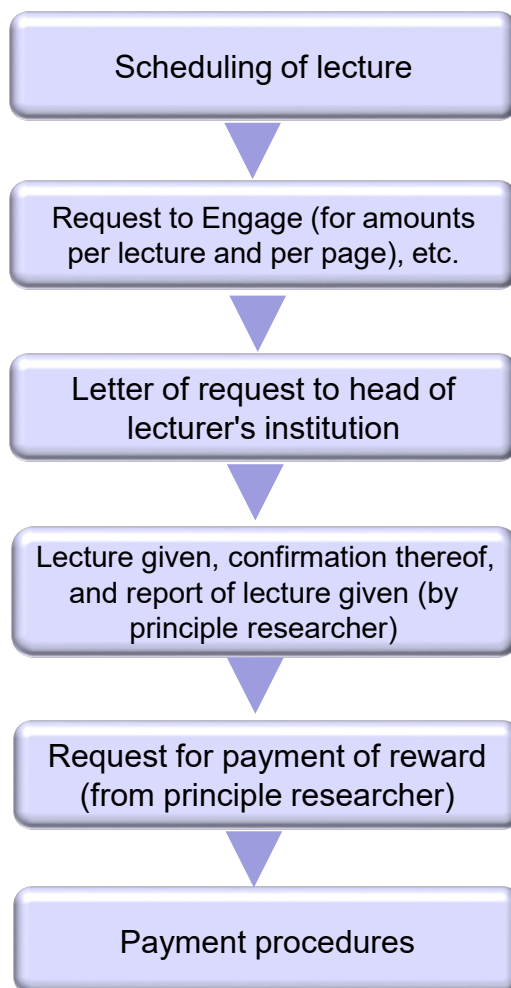 Scheduling of lecture
Request to Engage (for amounts
per lecture and per page), etc.
Letter of request to head of
lecturer's institution
Lecture given, confirmation thereof,
and report of lecture given (by
principle researcher)
Request for payment of reward
(from principle researcher)
Payment procedures